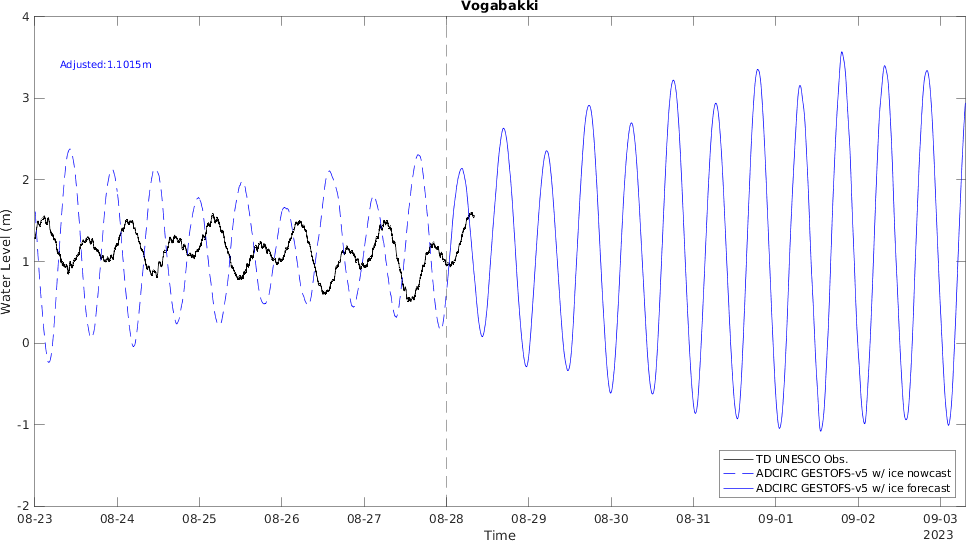 Vogabakki
Adjusted:1.1015m
4
3
2
1
0
-1
-2
Water Level (m)
08-23 08-24 08-25 08-26 08-27 08-28 08-29 08-30 08-31 09-01 09-02 09-03
2023
Time
TD UNESCO Obs.
ADCIRC GESTOFS-v5 w/ ice nowcast
ADCIRC GESTOFS-v5 w/ ice forecast